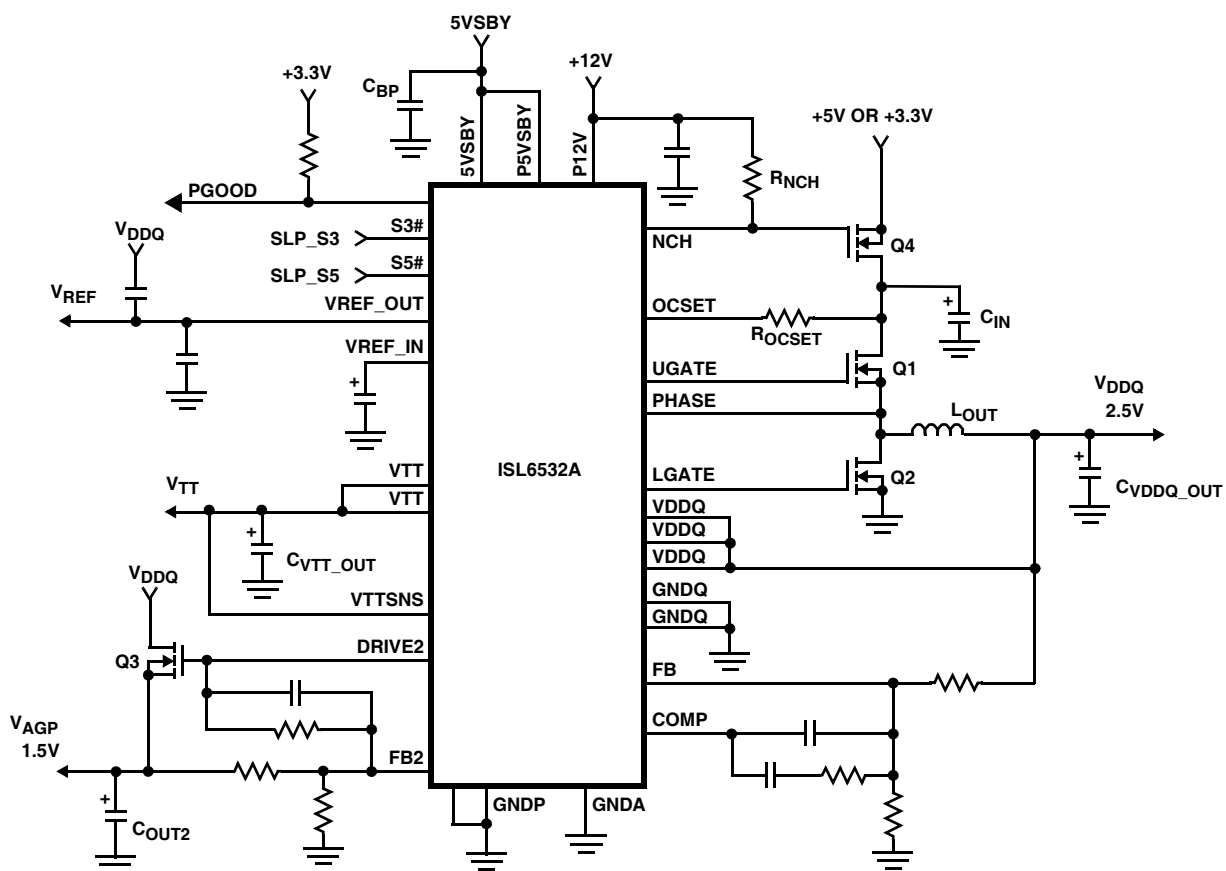 5VSBY
+12V
+3.3V
CBP
+5V OR +3.3V
5VSBY
P5VSBY
P12V
RNCH
PGOOD
VDDQ
SLP_S3
S3#
NCH
Q4
SLP_S5
S5#
VREF
VREF_OUT
OCSET
ROCSET
+
CIN
VREF_IN
+
UGATE
Q1
PHASE
LOUT
VDDQ
2.5V
ISL6532A
VTT
VTT
VTT
LGATE
Q2
+
CVDDQ_OUT
+
CVTT_OUT
VDDQ
VDDQ
VDDQ
VDDQ
VTTSNS
GNDQ
GNDQ
Q3
DRIVE2
FB
VAGP
1.5V
COMP
FB2
+
COUT2
GNDP
GNDA